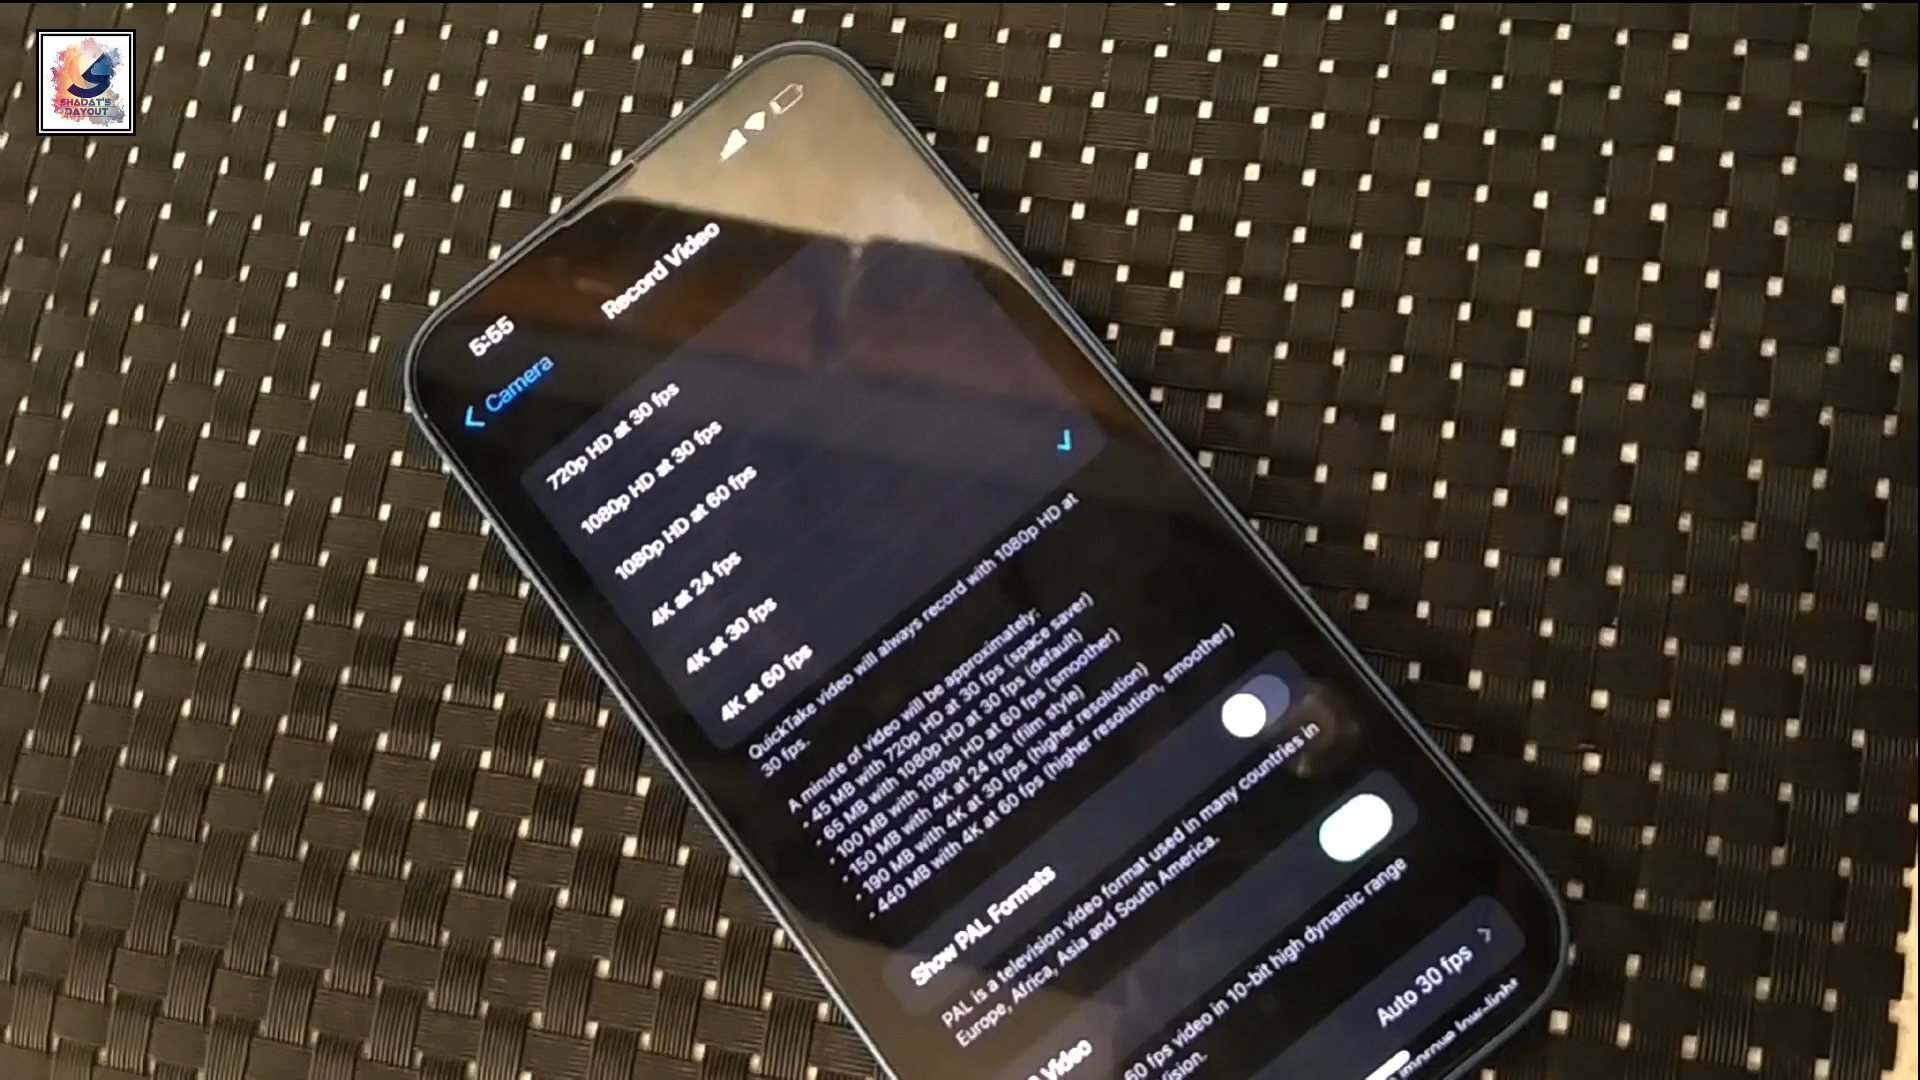 SHADAT'S
DAYOUT
5:55
Camera
Record Video
720p HD at 30 fps
1080p HD at 30 fps
1080p HD at 60 fps
4K at 24 fps
4K at 30 fps
4K at 60 fps
QuickTake video will always record with 1080p HD at
30 fps.
A minute of video will be approximately:
• 45 MB with 720p HD at 30 fps (space saver)
• 65 MB with 1080p HD at 30 fps (default)
• 100 MB with 1080p HD at 60 fps (smoother)
• 150 MB with 4K at 24 fps (film style)
• 190 MB with 4K at 30 fps (higher resolution)
• 440 MB with 4K at 60 fps (higher resolution, smoother)
Show PAL Formats
PAL is a television video format used in many countries in
Europe, Africa, Asia and South America.
Video
60 fps video in 10-bit high dynamic range
Auto 30 fps
improve low-light